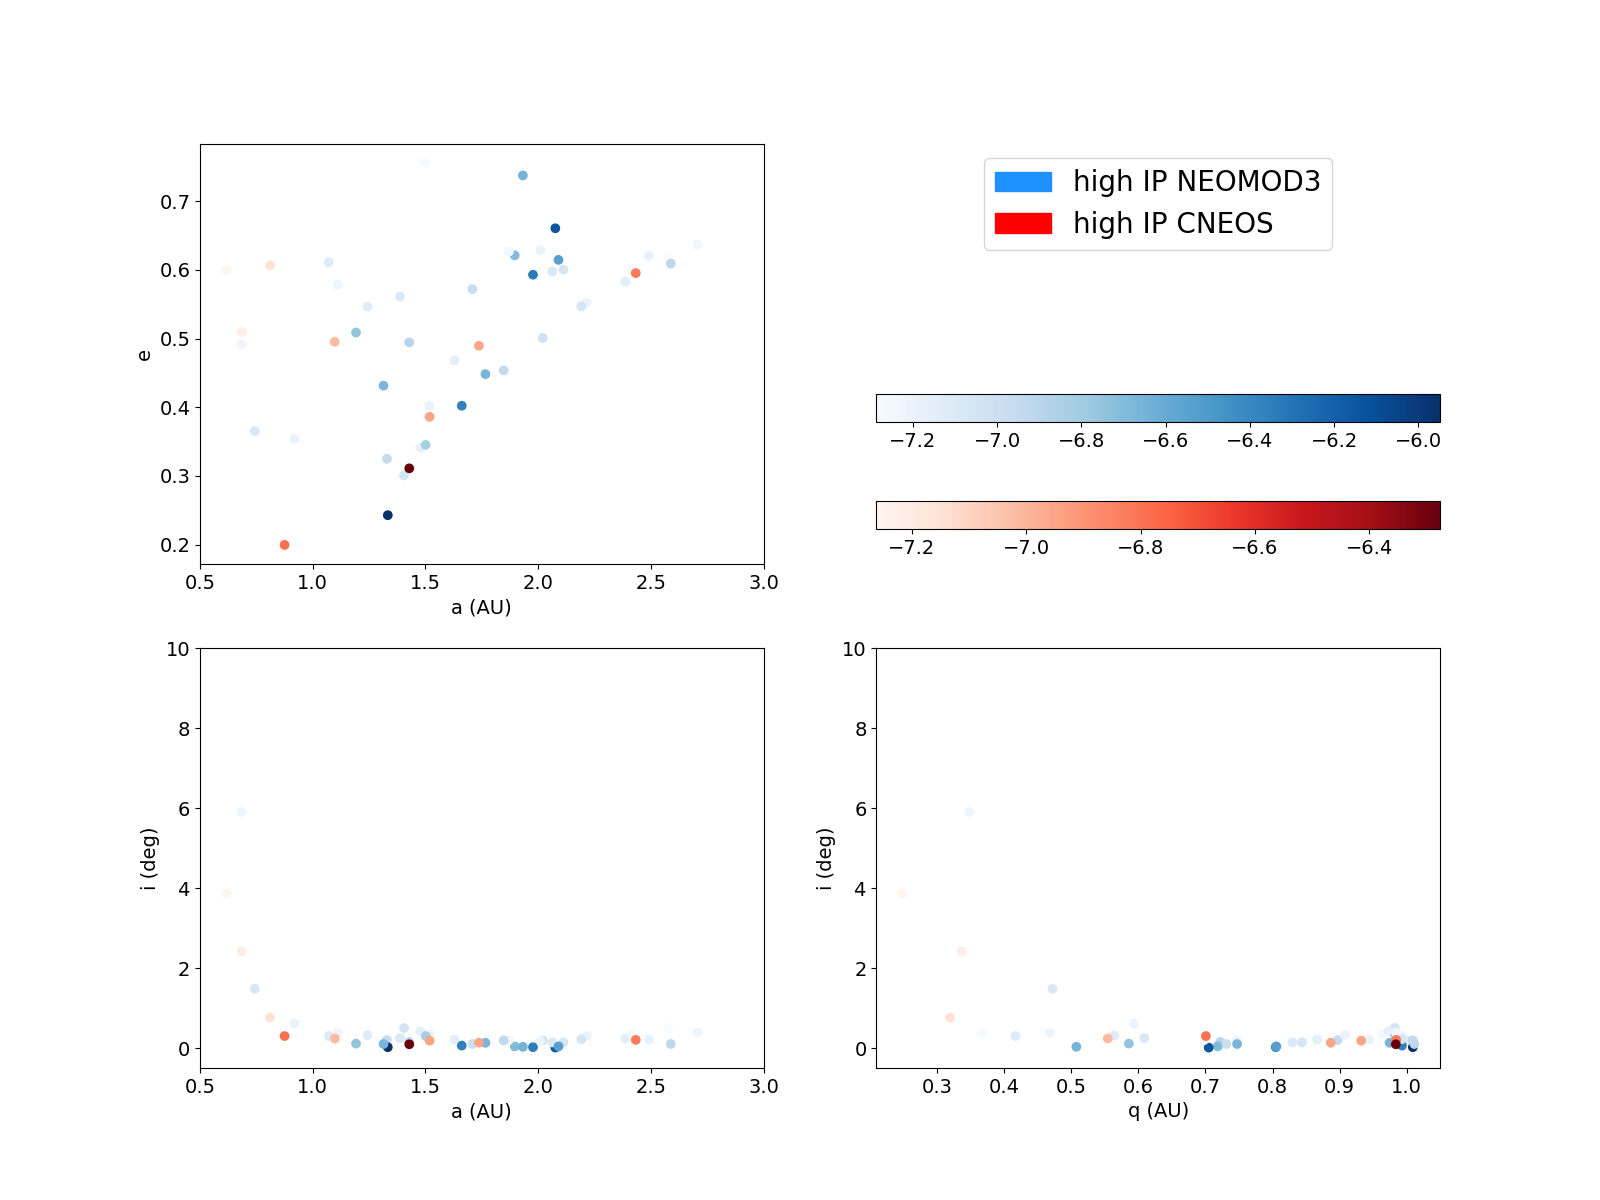 e
0.7
0.6
0.5
0.4
0.3
0.2
0.5 1.0 1.5 2.0 2.5 3.0
a (AU)
high IP NEOMOD3
high IP CNEOS
−7.2 −7.0 −6.8 −6.6 −6.4 −6.2 −6.0
−7.2 −7.0 −6.8 −6.6 −6.4
i (deg)
10
8
6
4
2
0
0.5 1.0 1.5 2.0 2.5 3.0
a (AU)
i (deg)
10
8
6
4
2
0
0.3 0.4 0.5 0.6 0.7 0.8 0.9 1.0
q (AU)